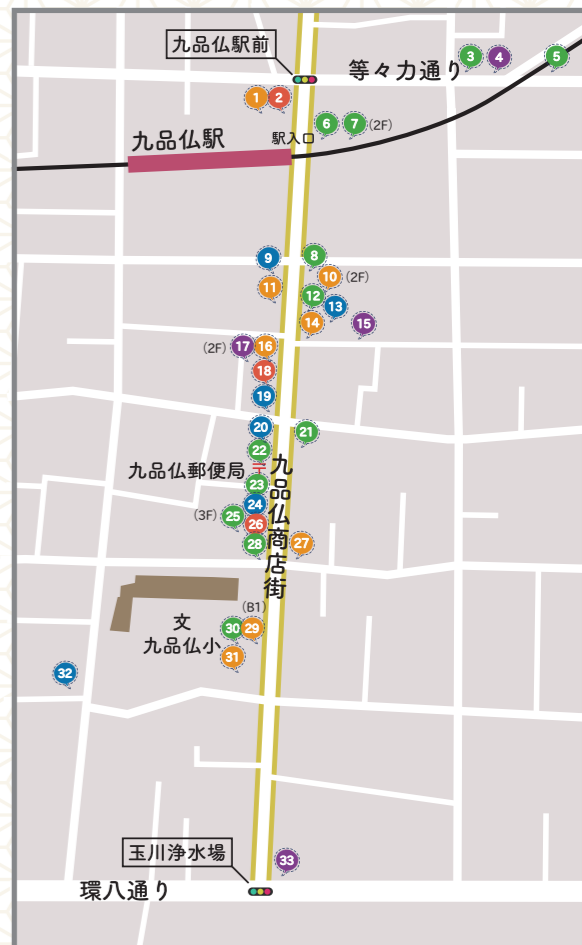 九品仏駅前
等々力通り
3
4
5
1
2
6
7
(2F)
駅入口
九品仏駅
9
8
10
(2F)
11
12
13
14
15
(2F)
17
16
18
19
20
21
22
九品仏郵便局
〒
23
24
(3F)
25
26
28
27
九品仏商店街
(B1)
文
九品仏小
30
29
31
32
玉川浄水場
33
環八通り